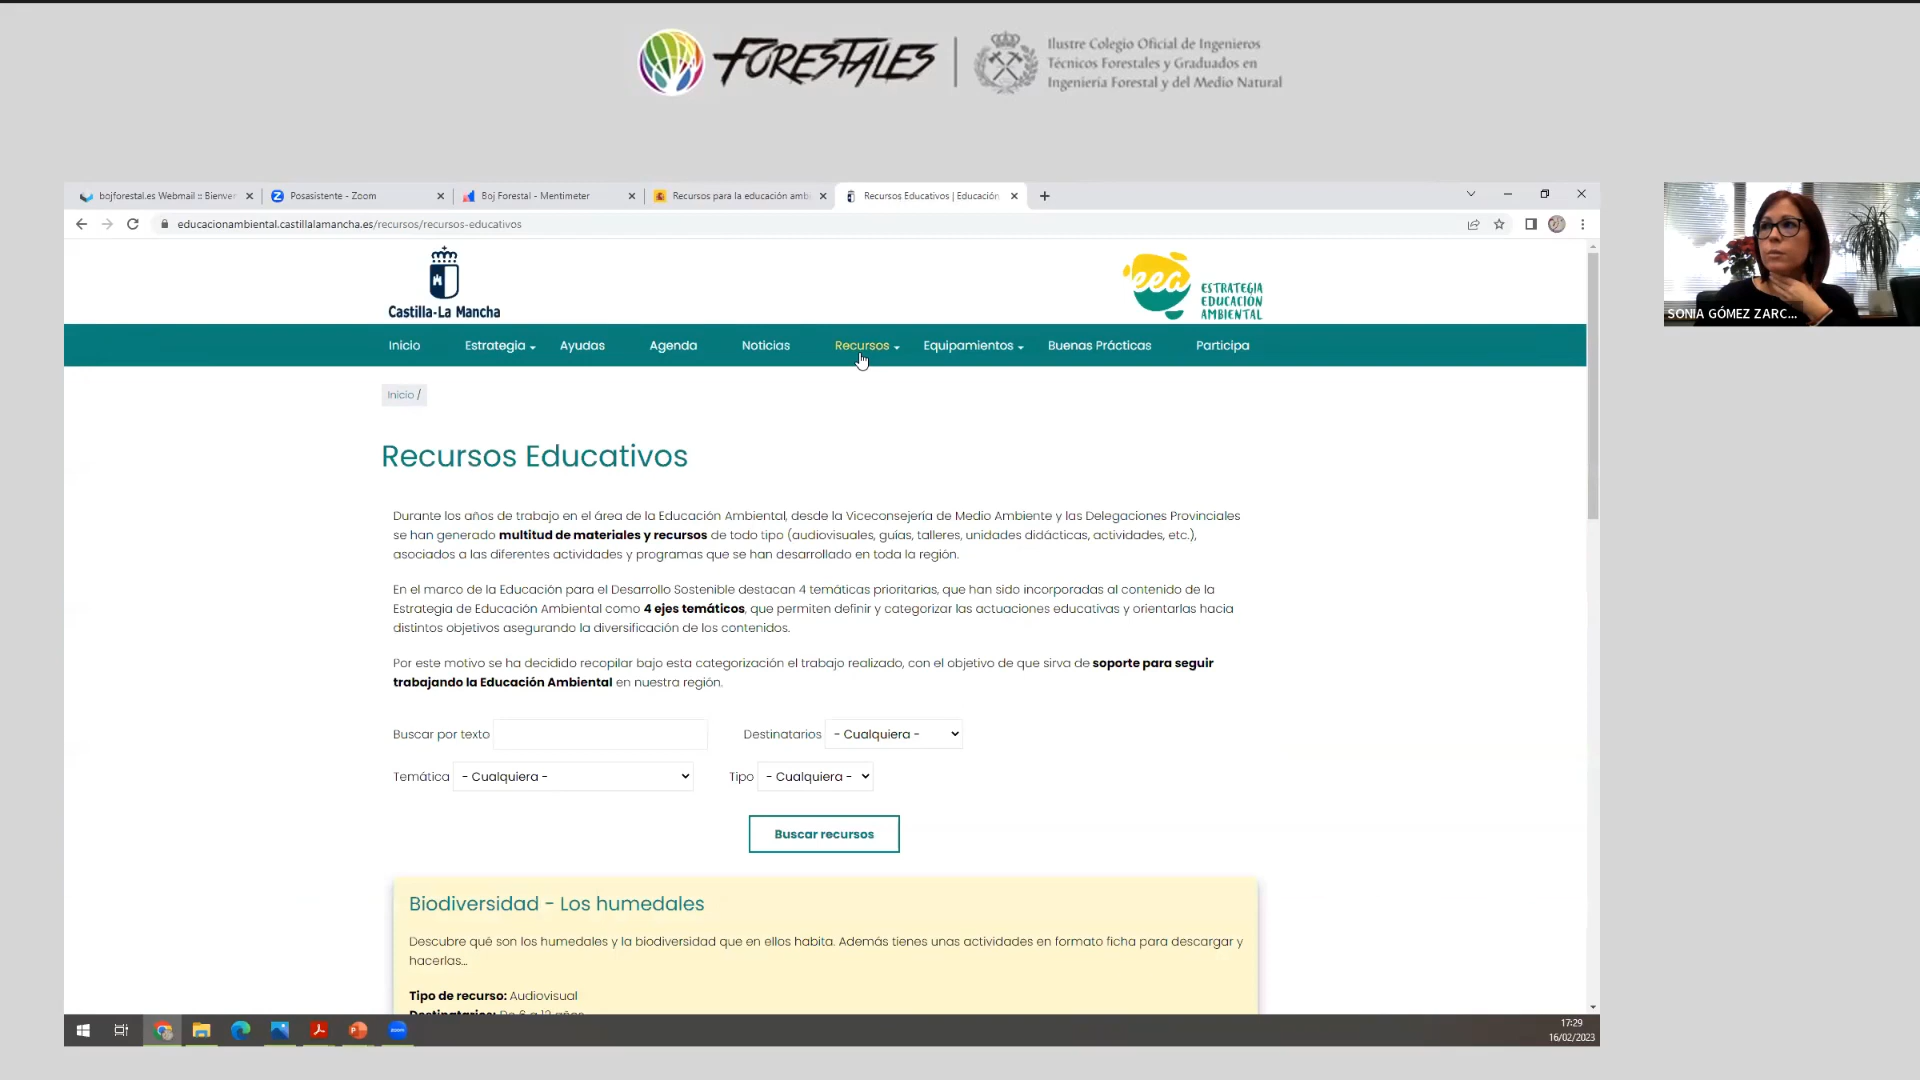 FORESTALES
Ilustre Colegio Oficial de Ingenieros
Técnicos Forestales y Graduados en
Ingeniería Forestal y del Medio Natural
bojforestal.es Webmail :: Bienver
Posasistente - Zoom
Boj Forestal - Mentimeter
Recursos para la educación amb
Recursos Educativos | Educación
educacionambiental.castillalamancha.es/recursos/recursos-educativos
Castilla-La Mancha
eea
ESTRATEGIA
EDUCACIÓN
AMBIENTAL
SONIA GÓMEZ ZARC...
Inicio
Estrategia
Ayudas
Agenda
Noticias
Recursos
Equipamientos
Buenas Prácticas
Participa
Inicio /
Recursos Educativos
Durante los años de trabajo en el área de la Educación Ambiental, desde la Viceconsejería de Medio Ambiente y las Delegaciones Provinciales
se han generado multitud de materiales y recursos de todo tipo (audiovisuales, guías, talleres, unidades didácticas, actividades, etc.),
asociados a las diferentes actividades y programas que se han desarrollado en toda la región.
En el marco de la Educación para el Desarrollo Sostenible destacan 4 temáticas prioritarias, que han sido incorporadas al contenido de la
Estrategia de Educación Ambiental como 4 ejes temáticos, que permiten definir y categorizar las actuaciones educativas y orientarlas hacia
distintos objetivos asegurando la diversificación de los contenidos.
Por este motivo se ha decidido recopilar bajo esta categorización el trabajo realizado, con el objetivo de que sirva de soporte para seguir
trabajando la Educación Ambiental en nuestra región.
Buscar por texto
Destinatarios - Cualquiera -
Temática - Cualquiera -
Tipo - Cualquiera -
Buscar recursos
Biodiversidad - Los humedales
Descubre qué son los humedales y la biodiversidad que en ellos habita. Además tienes unas actividades en formato ficha para descargar y
hacerlas...
Tipo de recurso: Audiovisual
Destinatarios: De 6 a 12 años
zoom
17:29
16/02/2023